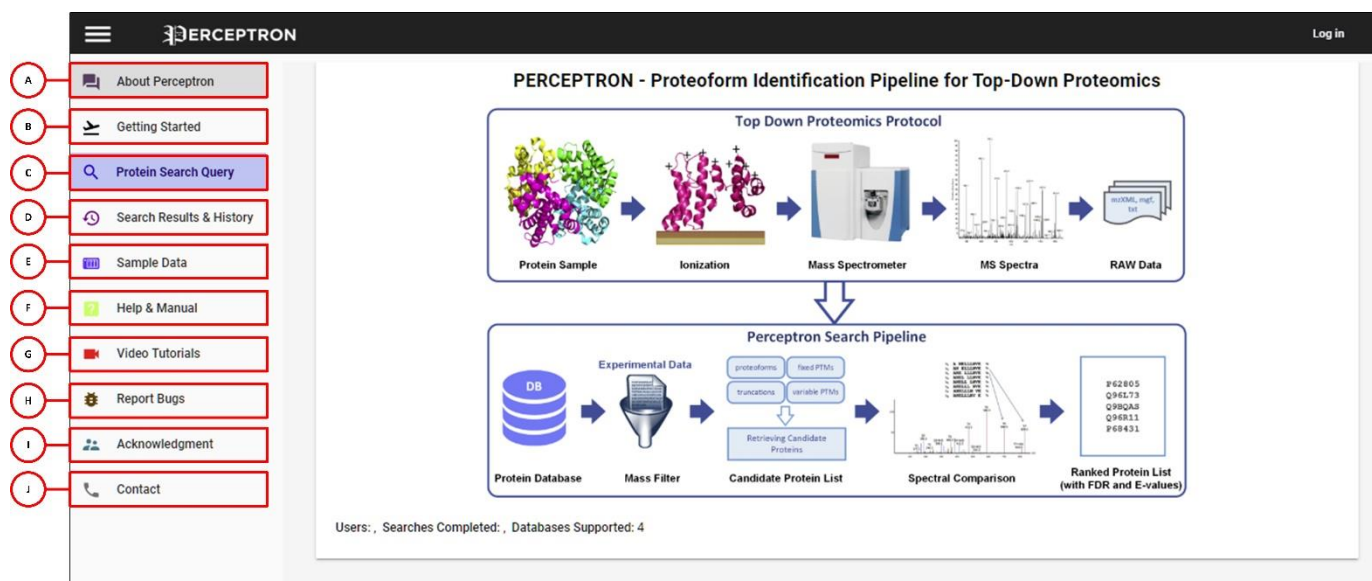 PERCEPTRON
Log in
A
About Perceptron
B
Getting Started
C
Protein Search Query
D
Search Results & History
E
Sample Data
F
Help & Manual
G
Video Tutorials
H
Report Bugs
I
Acknowledgment
J
Contact
PERCEPTRON - Proteoform Identification Pipeline for Top-Down Proteomics
Top Down Proteomics Protocol
mzXML, mgf,
txt
Protein Sample
Ionization
Mass Spectrometer
MS Spectra
RAW Data
Perceptron Search Pipeline
DB
Experimental Data
proteoforms
fixed PTMs
truncations
variable PTMs
Retrieving Candidate
Proteins
P62805
Q96L73
Q9BQA5
Q96R11
P68431
Protein Database
Mass Filter
Candidate Protein List
Spectral Comparison
Ranked Protein List
(with FDR and E-values)
Users: , Searches Completed: , Databases Supported: 4